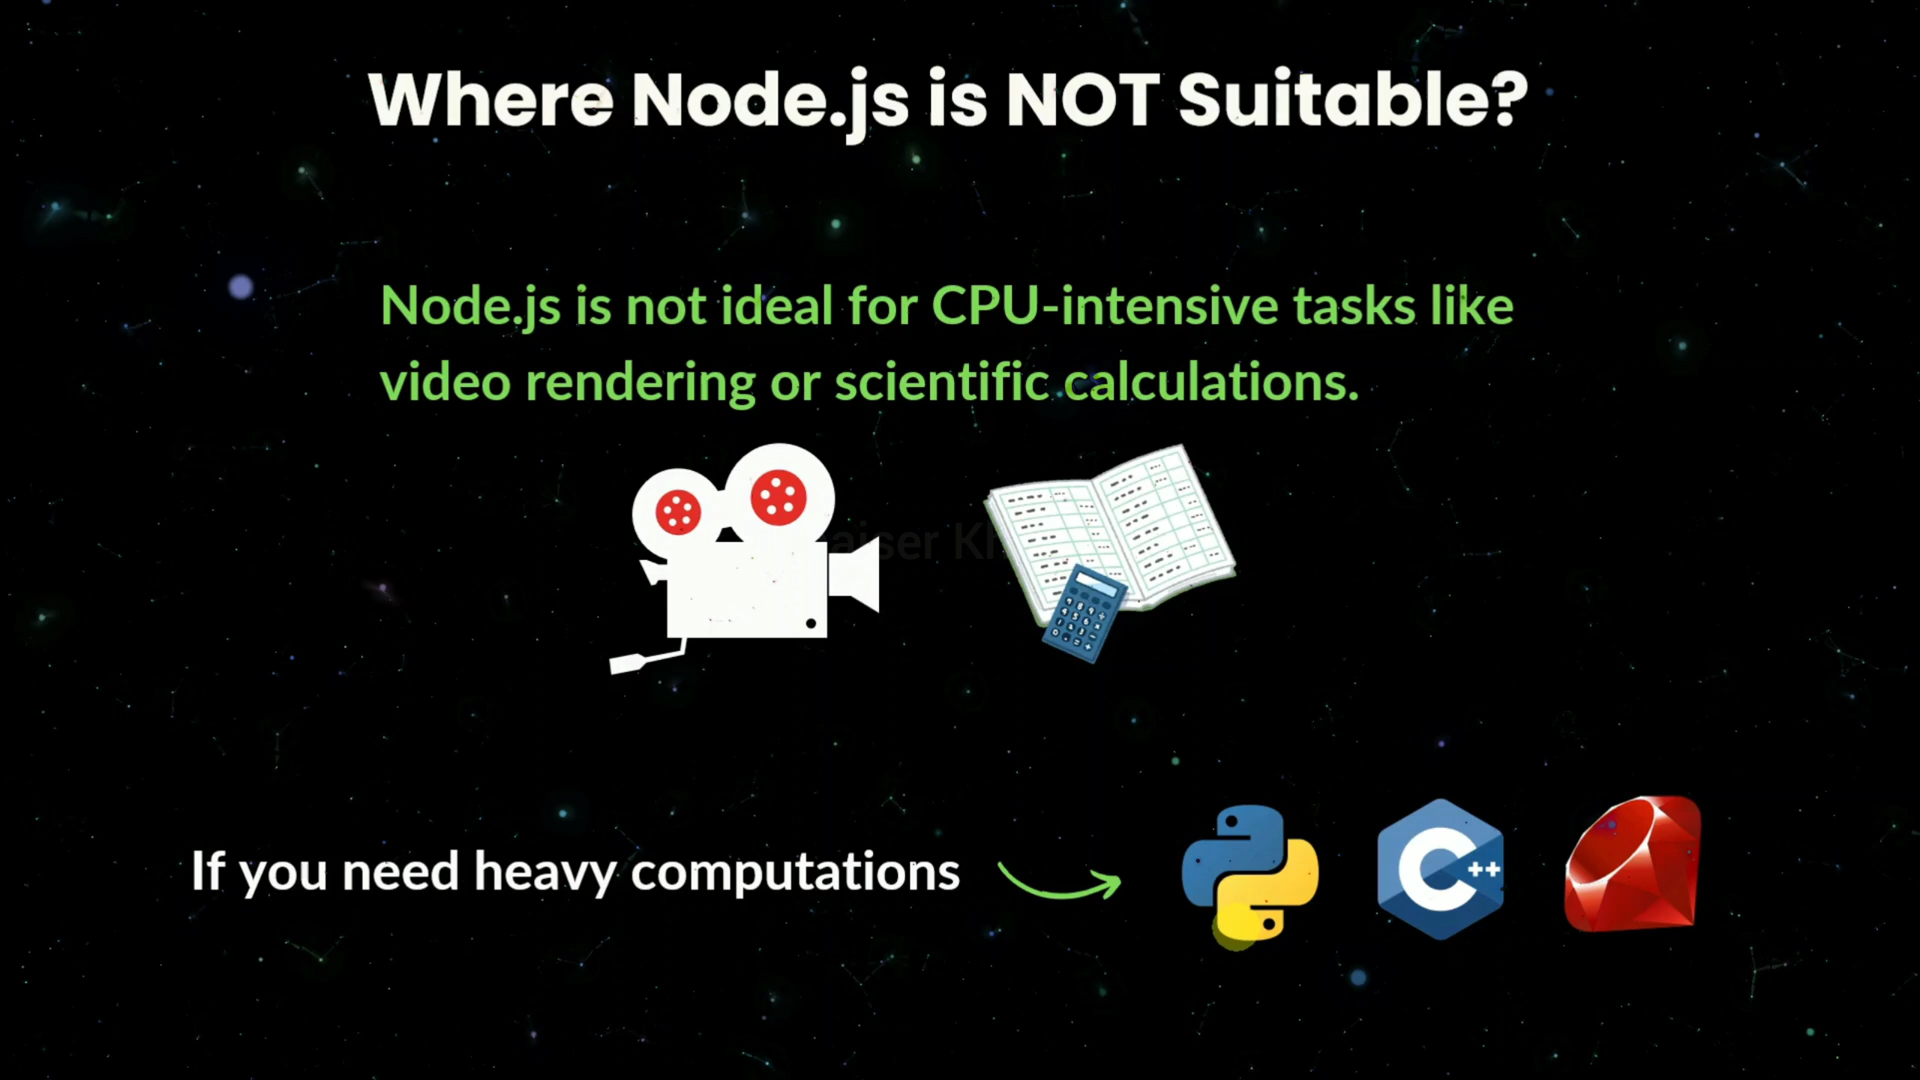 Where Node.js is NOT Suitable?
Node.js is not ideal for CPU-intensive tasks like
video rendering or scientific calculations.
If you need heavy computations
C++